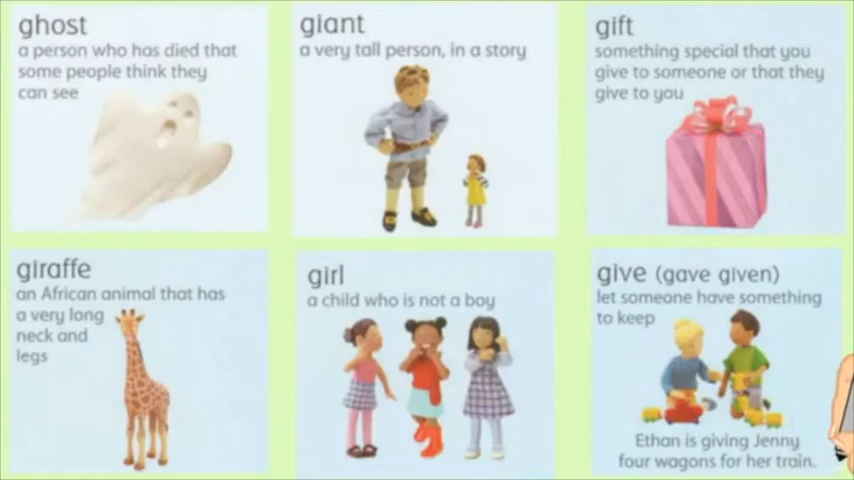 ghost
a person who has died that
some people think they
can see
giant
a very tall person, in a story
gift
something special that you
give to someone or that they
give to you
giraffe
an African animal that has
a very long
neck and
legs
girl
a child who is not a boy
give (gave given)
let someone have something
to keep
Ethan is giving Jenny
four wagons for her train.